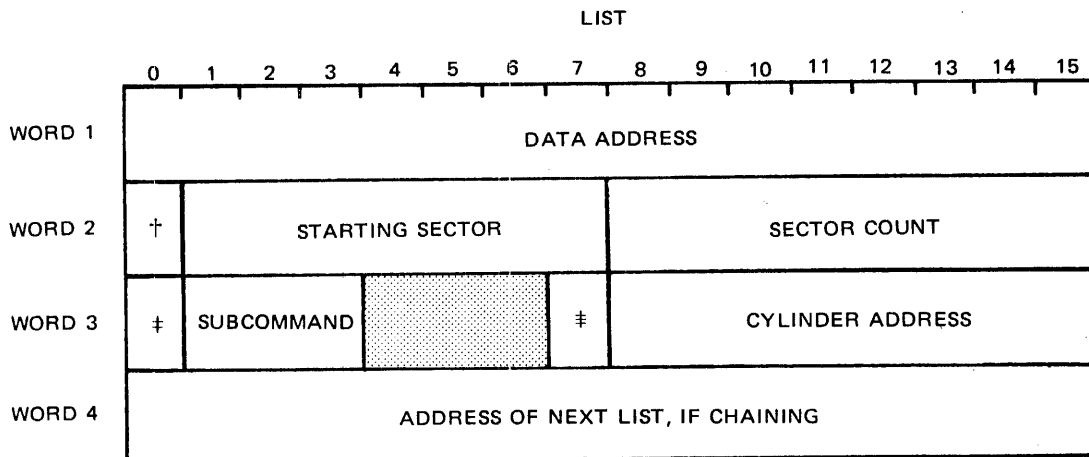 LIST
0 1 2 3 4 5 6 7 8 9 10 11 12 13 14 15
WORD 1 DATA ADDRESS
WORD 2 † STARTING SECTOR SECTOR COUNT
WORD 3 ‡ SUBCOMMAND ⹋ CYLINDER ADDRESS
WORD 4 ADDRESS OF NEXT LIST, IF CHAINING